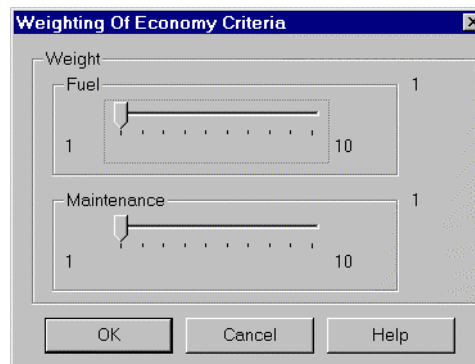 Weighting Of Economy Criteria
Weight
Fuel 1
1 10
Maintenance 1
1 10
OK Cancel Help